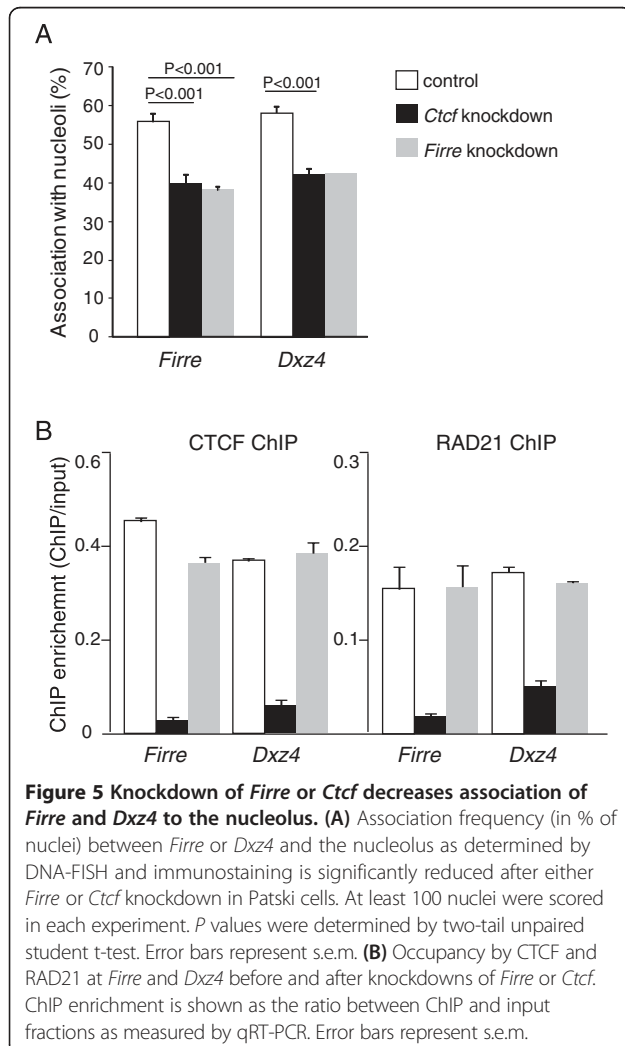 A
70
60
50
40
30
20
10
0
Association with nucleoli (%)
P<0.001
P<0.001
P<0.001
Firre
Dxz4
control
Ctcf knockdown
Firre knockdown
B
CTCF ChIP
RAD21 ChIP
ChIP enrichemnt (ChIP/input)
0.6
0.4
0.2
0
0.3
0.2
0.1
Firre
Dxz4
Firre
Dxz4
Figure 5 Knockdown of Firre or Ctcf decreases association of
Firre and Dxz4 to the nucleolus. (A) Association frequency (in % of
nuclei) between Firre or Dxz4 and the nucleolus as determined by
DNA-FISH and immunostaining is significantly reduced after either
Firre or Ctcf knockdown in Patski cells. At least 100 nuclei were scored
in each experiment. P values were determined by two-tail unpaired
student t-test. Error bars represent s.e.m. (B) Occupancy by CTCF and
RAD21 at Firre and Dxz4 before and after knockdowns of Firre or Ctcf.
ChIP enrichment is shown as the ratio between ChIP and input
fractions as measured by qRT-PCR. Error bars represent s.e.m.